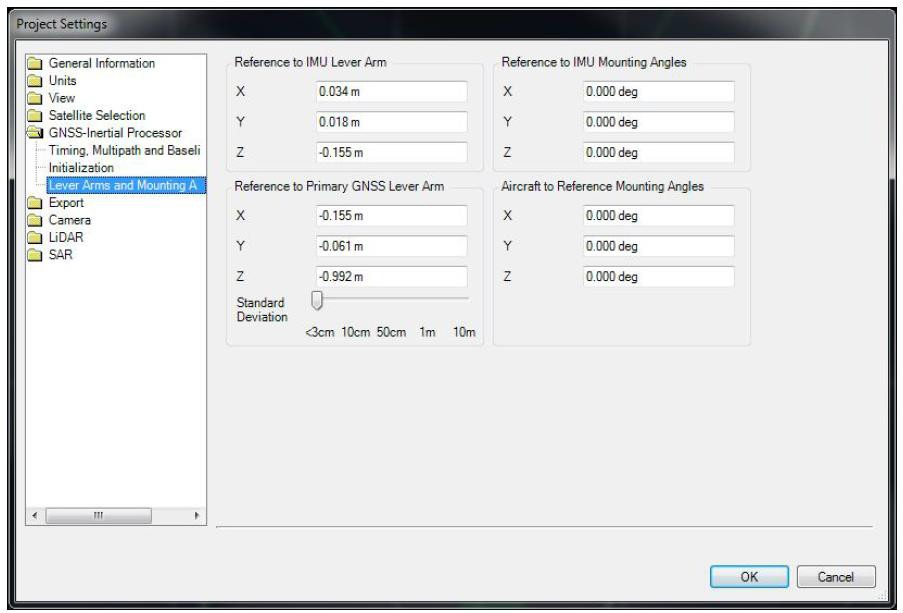 Project Settings
General Information
Units
View
Satellite Selection
GNSS-Inertial Processor
Timing, Multipath and Baseli
Initialization
Lever Arms and Mounting A
Export
Camera
LiDAR
SAR
Reference to IMU Lever Arm
X 0.034 m
Y 0.018 m
Z -0.155 m
Reference to IMU Mounting Angles
X 0.000 deg
Y 0.000 deg
Z 0.000 deg
Reference to Primary GNSS Lever Arm
X -0.155 m
Y -0.061 m
Z -0.992 m
Standard
Deviation
<3cm 10cm 50cm 1m 10m
Aircraft to Reference Mounting Angles
X 0.000 deg
Y 0.000 deg
Z 0.000 deg
OK Cancel